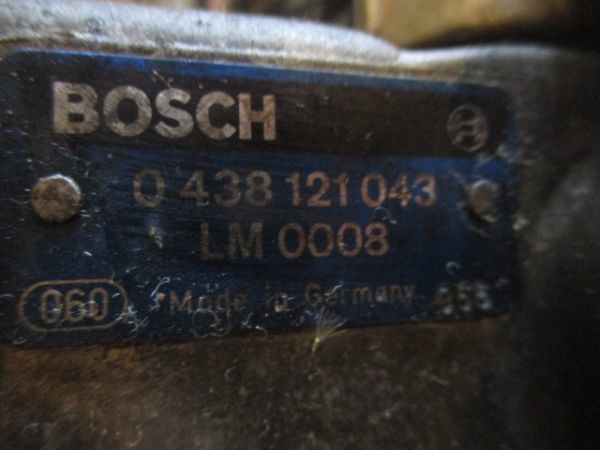 BOSCH
0 438 121 043
LM 0008
060 Made in Germany